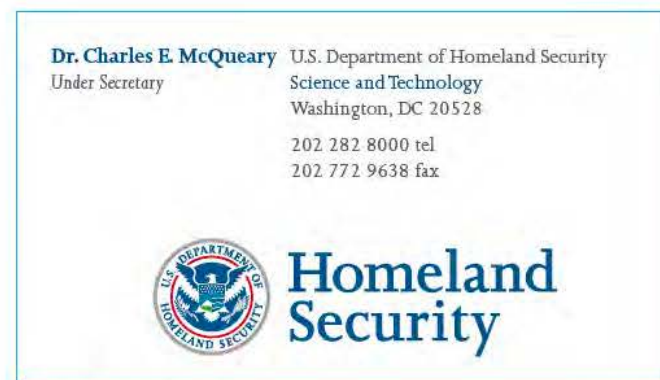 Dr. Charles E. McQueary
Under Secretary
U.S. Department of Homeland Security
Science and Technology
Washington, DC 20528
202 282 8000 tel
202 772 9638 fax
U.S. DEPARTMENT OF
HOMELAND SECURITY
Homeland
Security